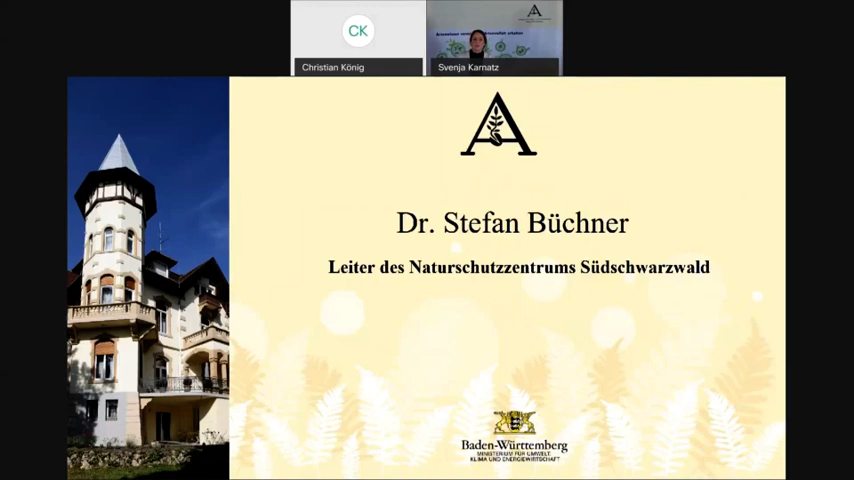 CK
Christian König
Svenja Karnatz
A
Dr. Stefan Büchner
Leiter des Naturschutzzentrums Südschwarzwald
Baden-Württemberg
MINISTERIUM FÜR UMWELT,
KLIMA UND ENERGIEWIRTSCHAFT